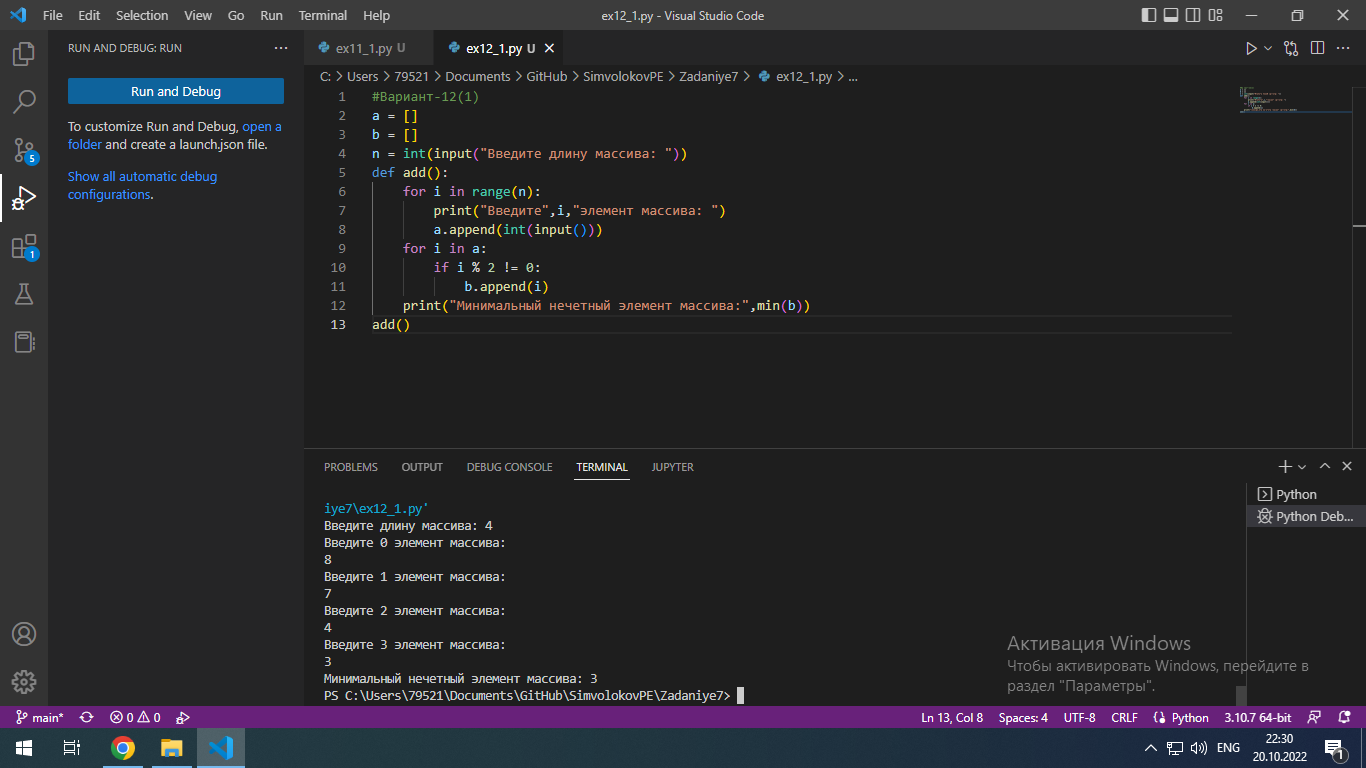 File Edit Selection View Go Run Terminal Help ex12_1.py - Visual Studio Code
RUN AND DEBUG: RUN
Run and Debug
To customize Run and Debug, open a
folder and create a launch.json file.
Show all automatic debug
configurations.
5
1
ex11_1.py U ex12_1.py U
C: > Users > 79521 > Documents > GitHub > SimvolokovPE > Zadaniye7 > ex12_1.py > ...
1 #Вариант-12(1)
2 a = []
3 b = []
4 n = int(input("Введите длину массива: "))
5 def add():
6 for i in range(n):
7 print("Введите",i,"элемент массива: ")
8 a.append(int(input()))
9 for i in a:
10 if i % 2 != 0:
11 b.append(i)
12 print("Минимальный нечетный элемент массива:",min(b))
13 add()
PROBLEMS OUTPUT DEBUG CONSOLE TERMINAL JUPYTER
iye7\ex12_1.py'
Введите длину массива: 4
Введите 0 элемент массива:
8
Введите 1 элемент массива:
7
Введите 2 элемент массива:
4
Введите 3 элемент массива:
3
Минимальный нечетный элемент массива: 3
PS C:\Users\79521\Documents\GitHub\SimvolokovPE\Zadaniye7>
Python
Python Deb...
Активация Windows
Чтобы активировать Windows, перейдите в
раздел "Параметры".
main* 0 0 Ln 13, Col 8 Spaces: 4 UTF-8 CRLF Python 3.10.7 64-bit
ENG
22:30
20.10.2022
1